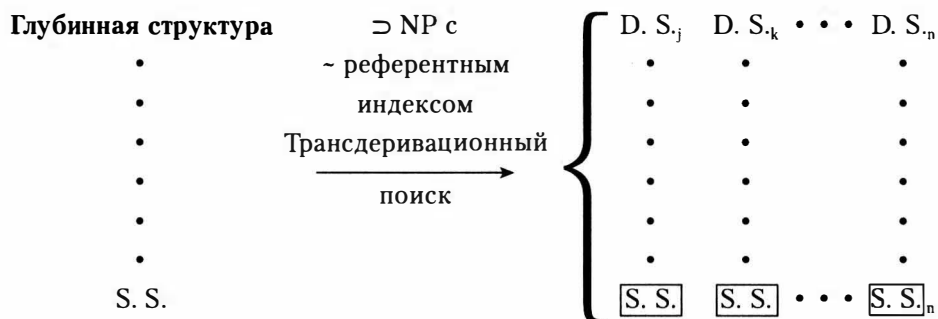 Глубинная структура ⊃ NP с D. S.ⱼ D. S.ₖ • • • D. S.ₙ
~ референтным
индексом
Трансдеривационный
поиск
S. S. S. S. S. S. • • • S. S.ₙ